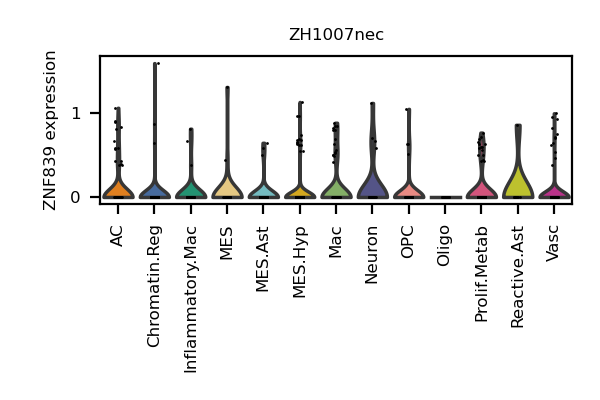 ZH1007nec
ZNF839 expression
1
0
AC
Chromatin.Reg
Inflammatory.Mac
MES
MES.Ast
MES.Hyp
Mac
Neuron
OPC
Oligo
Prolif.Metab
Reactive.Ast
Vasc